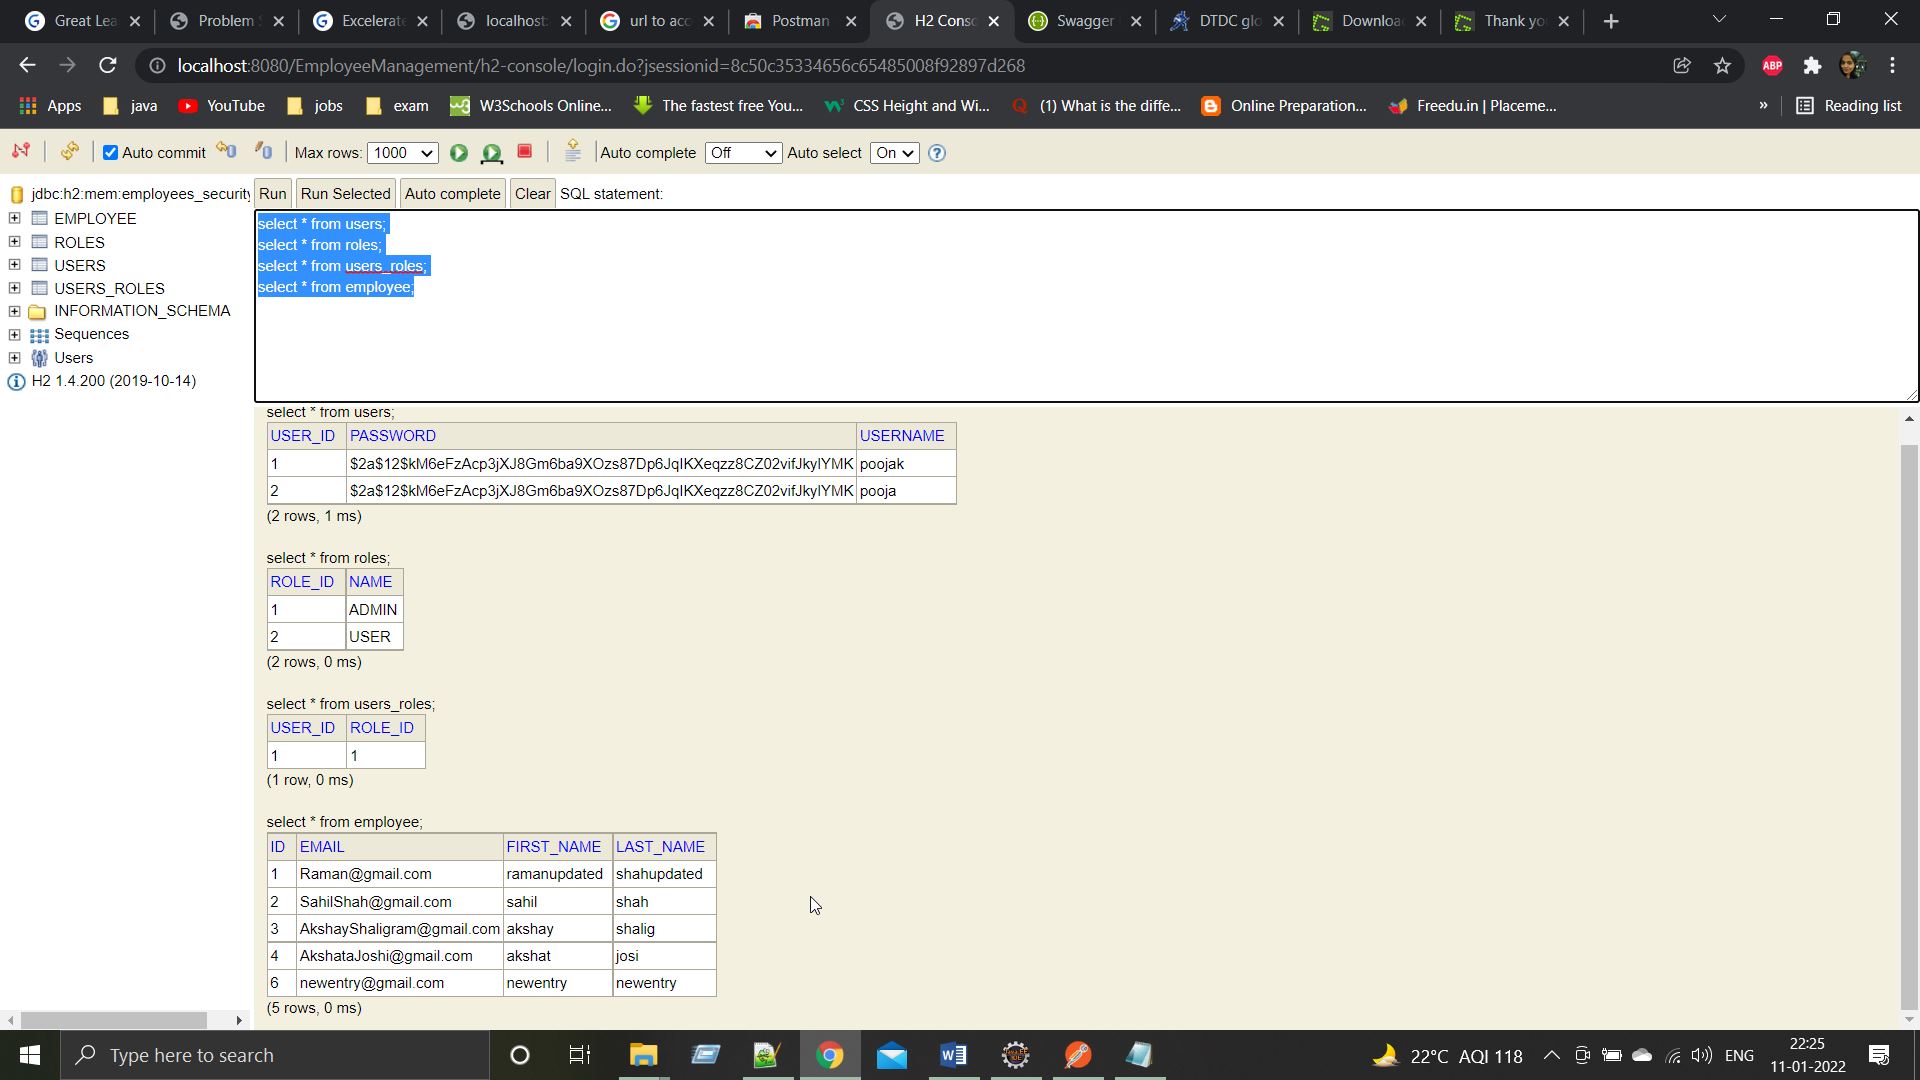 Great Lea
Problem S
Excelerate
localhost:
url to acc
Postman
H2 Conso
Swagger
DTDC glo
Downloa
Thank yo
localhost:8080/EmployeeManagement/h2-console/login.do?jsessionid=8c50c35334656c65485008f92897d268
ABP
Apps
java
YouTube
jobs
exam
W3Schools Online...
The fastest free You...
CSS Height and Wi...
(1) What is the diffe...
Online Preparation...
Freedu.in | Placeme...
»
Reading list
Auto commit
Max rows: 1000
Auto complete Off
Auto select On
jdbc:h2:mem:employees_security
EMPLOYEE
ROLES
USERS
USERS_ROLES
INFORMATION_SCHEMA
Sequences
Users
H2 1.4.200 (2019-10-14)
Run Run Selected Auto complete Clear SQL statement:
select * from users;
select * from roles;
select * from users_roles;
select * from employee;
select * from users;
USER_ID PASSWORD USERNAME
1 $2a$12$kM6eFzAcp3jXJ8Gm6ba9XOzs87Dp6JqIKXeqzz8CZ02vifJkylYMK poojak
2 $2a$12$kM6eFzAcp3jXJ8Gm6ba9XOzs87Dp6JqIKXeqzz8CZ02vifJkylYMK pooja
(2 rows, 1 ms)
select * from roles;
ROLE_ID NAME
1 ADMIN
2 USER
(2 rows, 0 ms)
select * from users_roles;
USER_ID ROLE_ID
1 1
(1 row, 0 ms)
select * from employee;
ID EMAIL FIRST_NAME LAST_NAME
1 Raman@gmail.com ramanupdated shahupdated
2 SahilShah@gmail.com sahil shah
3 AkshayShaligram@gmail.com akshay shalig
4 AkshataJoshi@gmail.com akshat josi
6 newentry@gmail.com newentry newentry
(5 rows, 0 ms)
Type here to search
22°C AQI 118
ENG
22:25
11-01-2022